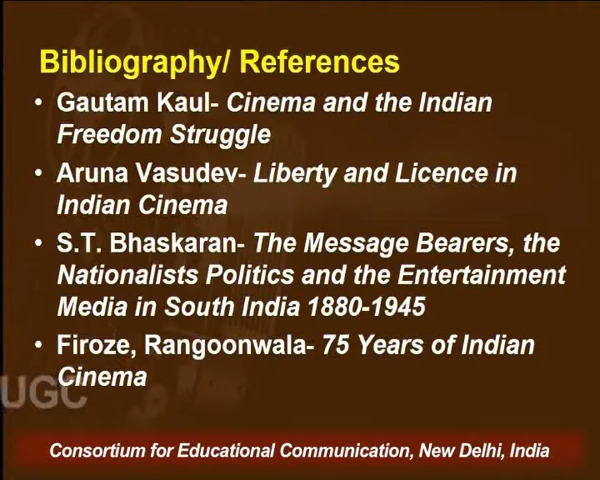 Bibliography/ References
• Gautam Kaul- Cinema and the Indian
Freedom Struggle
• Aruna Vasudev- Liberty and Licence in
Indian Cinema
• S.T. Bhaskaran- The Message Bearers, the
Nationalists Politics and the Entertainment
Media in South India 1880-1945
• Firoze, Rangoonwala- 75 Years of Indian
Cinema
UGC
Consortium for Educational Communication, New Delhi, India